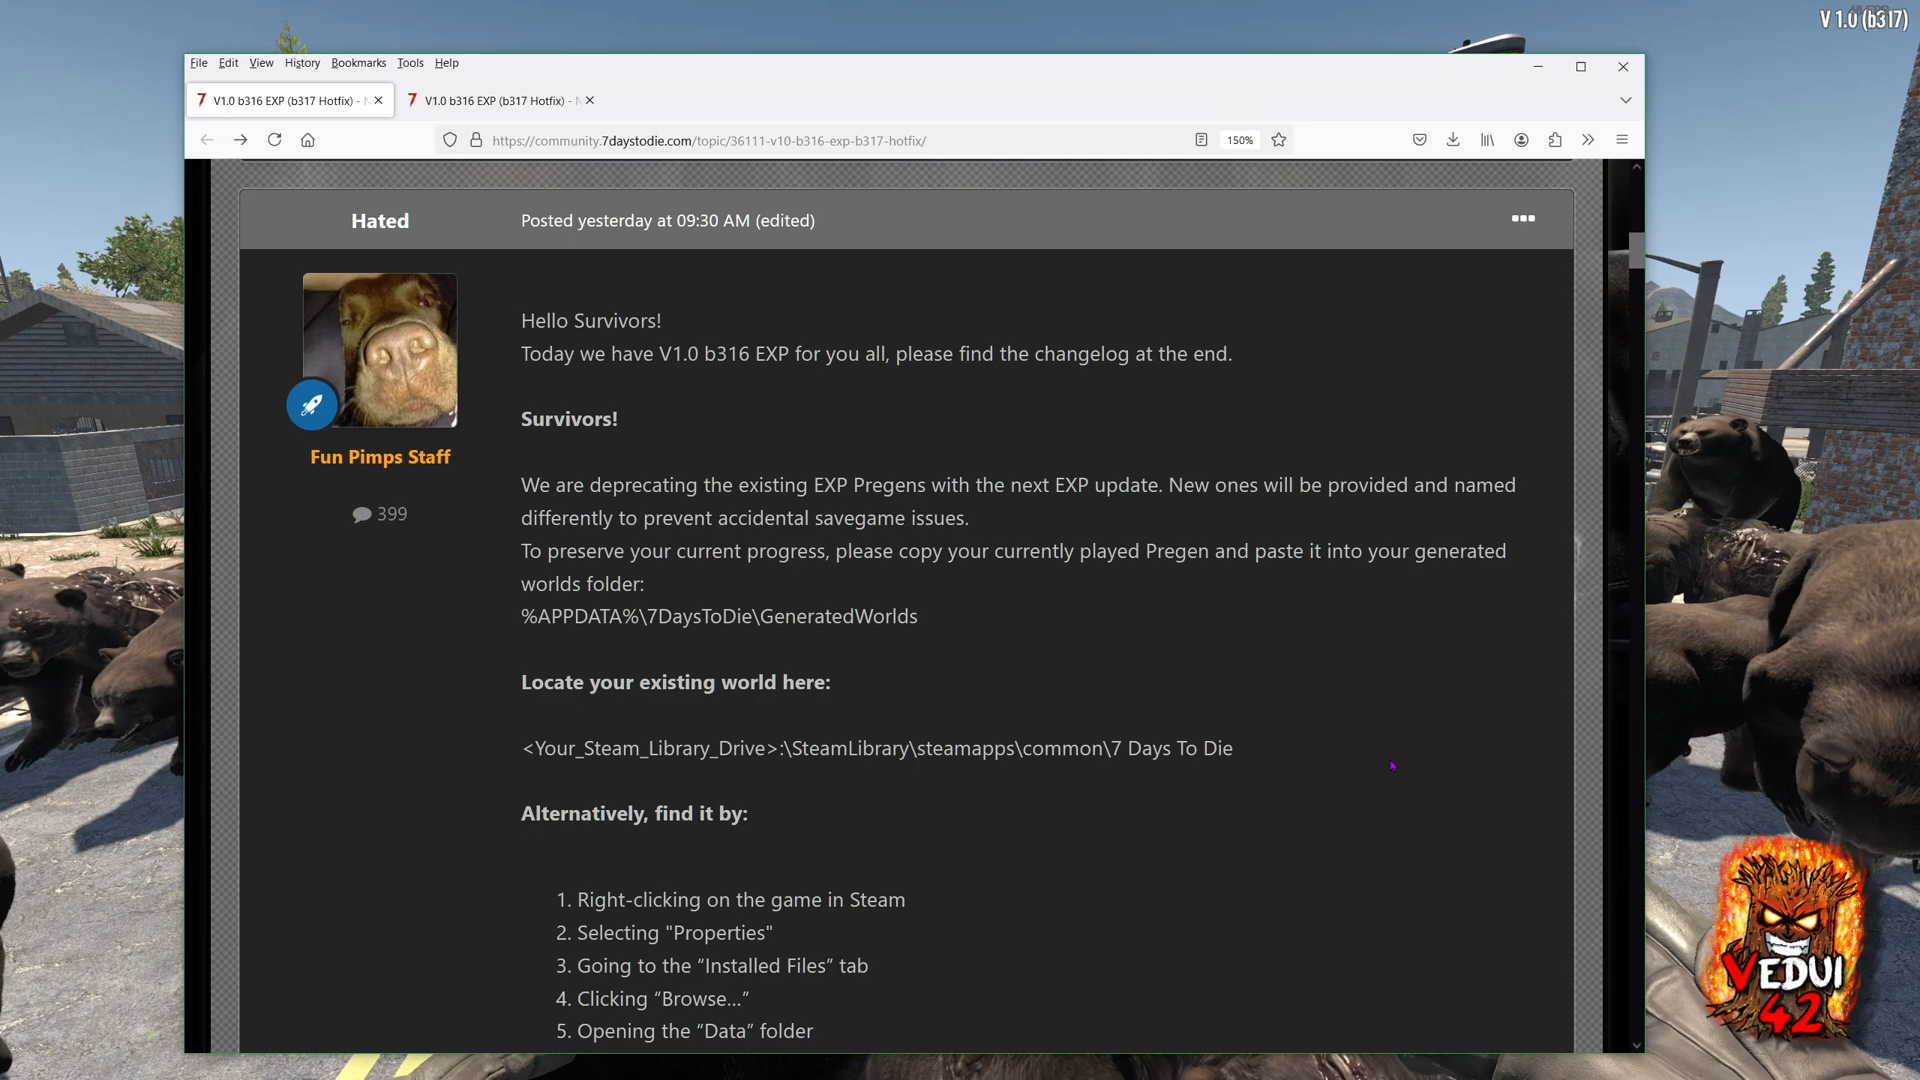 V 1.0 (b317)
File Edit View History Bookmarks Tools Help
7 V1.0 b316 EXP (b317 Hotfix) - N 7 V1.0 b316 EXP (b317 Hotfix) - N
https://community.7daystodie.com/topic/36111-v10-b316-exp-b317-hotfix/ 150%
Hated Posted yesterday at 09:30 AM (edited)
Hello Survivors!
Today we have V1.0 b316 EXP for you all, please find the changelog at the end.
Survivors!
Fun Pimps Staff
We are deprecating the existing EXP Pregens with the next EXP update. New ones will be provided and named
399
differently to prevent accidental savegame issues.
To preserve your current progress, please copy your currently played Pregen and paste it into your generated
worlds folder:
%APPDATA%\7DaysToDie\GeneratedWorlds
Locate your existing world here:
<Your_Steam_Library_Drive>:\SteamLibrary\steamapps\common\7 Days To Die
Alternatively, find it by:
1. Right-clicking on the game in Steam
2. Selecting "Properties"
3. Going to the “Installed Files” tab
4. Clicking “Browse...”
5. Opening the “Data” folder
VEDUI
42